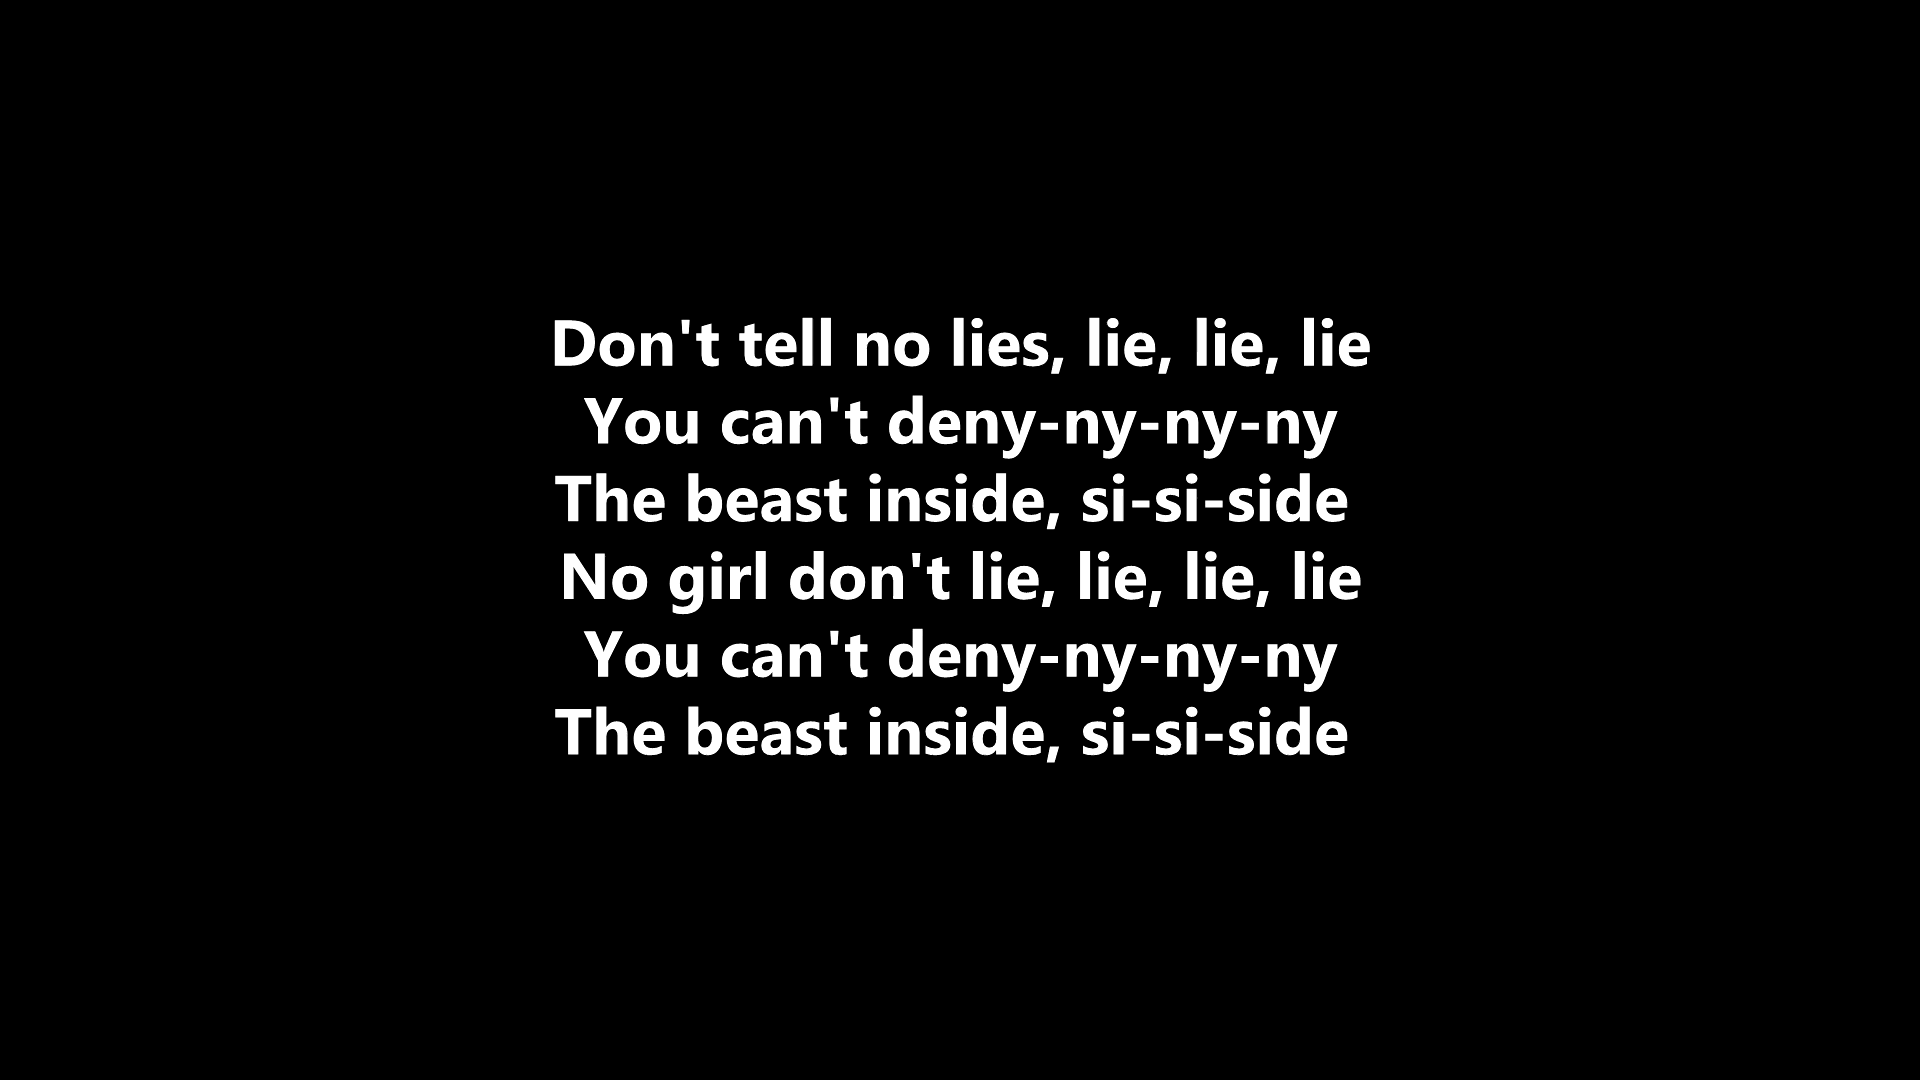 Don't tell no lies, lie, lie, lie
You can't deny-ny-ny-ny
The beast inside, si-si-side
No girl don't lie, lie, lie, lie
You can't deny-ny-ny-ny
The beast inside, si-si-side